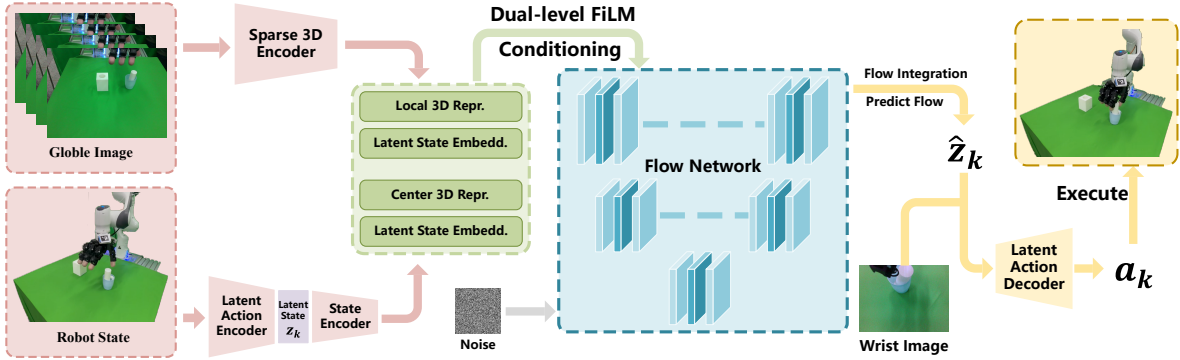 Globle Image
Sparse 3D
Encoder
Dual-level FiLM
Conditioning
Local 3D Repr.
Latent State Embedd.
Center 3D Repr.
Latent State Embedd.
Robot State
Latent
Action
Encoder
Latent
State
z_k
State
Encoder
Noise
Flow Network
Flow Integration
Predict Flow
ẑ_k
Wrist Image
Latent
Action
Decoder
a_k
Execute